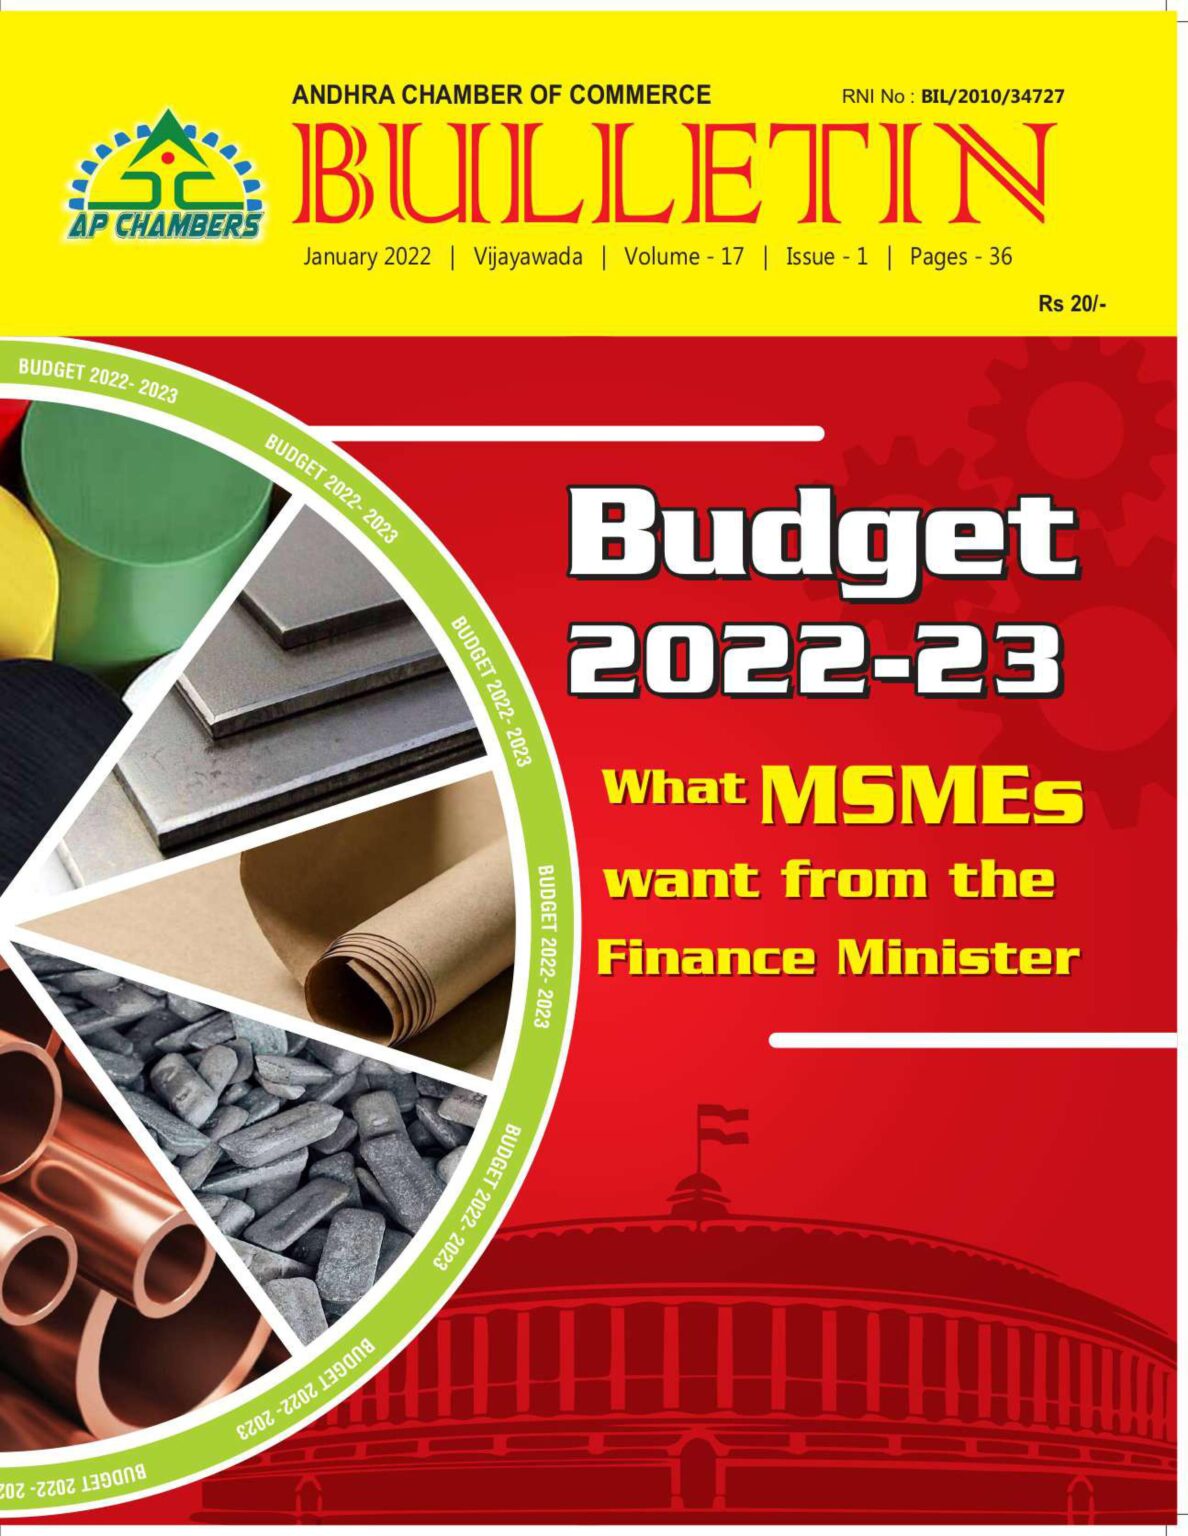 ANDHRA CHAMBER OF COMMERCE
RNI No : BIL/2010/34727
BULLETIN
AP CHAMBERS
January 2022 | Vijayawada | Volume - 17 | Issue - 1 | Pages - 36
Rs 20/-
BUDGET 2022- 2023
BUDGET 2022- 2023
BUDGET 2022- 2023
BUDGET 2022- 2023
BUDGET 2022- 2023
BUDGET 2022- 2023
BUDGET 2022- 202
Budget
2022-23
What MSMEs
want from the
Finance Minister